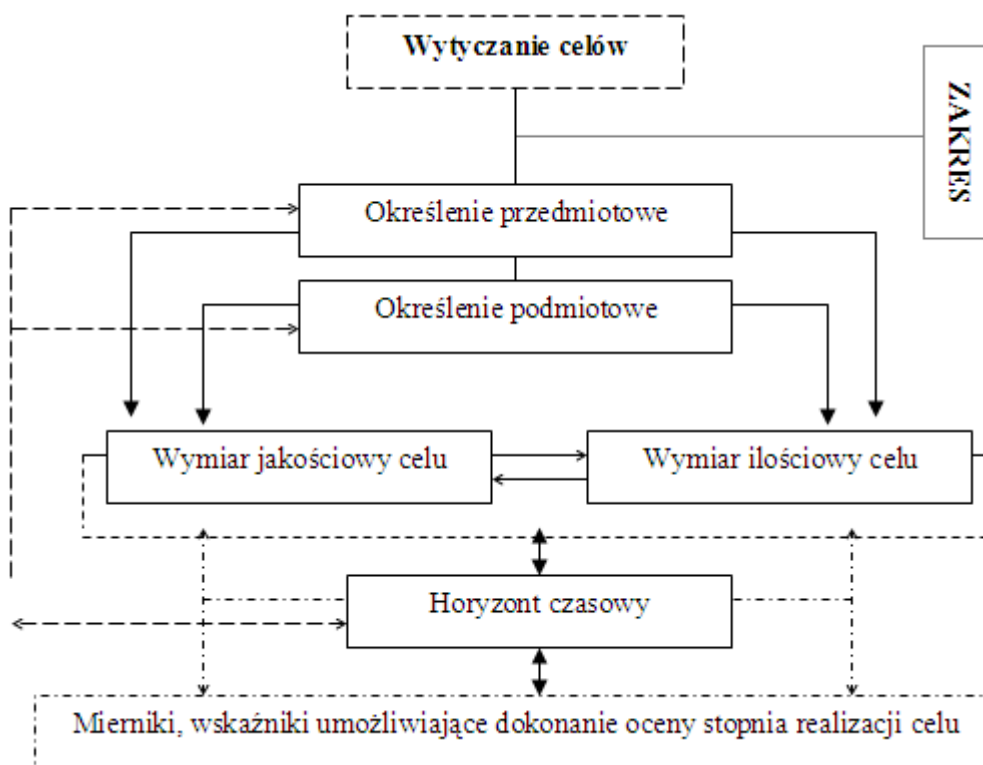 Wytyczanie celów
ZAKRES
Określenie przedmiotowe
Określenie podmiotowe
Wymiar jakościowy celu
Wymiar ilościowy celu
Horyzont czasowy
Mierniki, wskaźniki umożliwiające dokonanie oceny stopnia realizacji celu